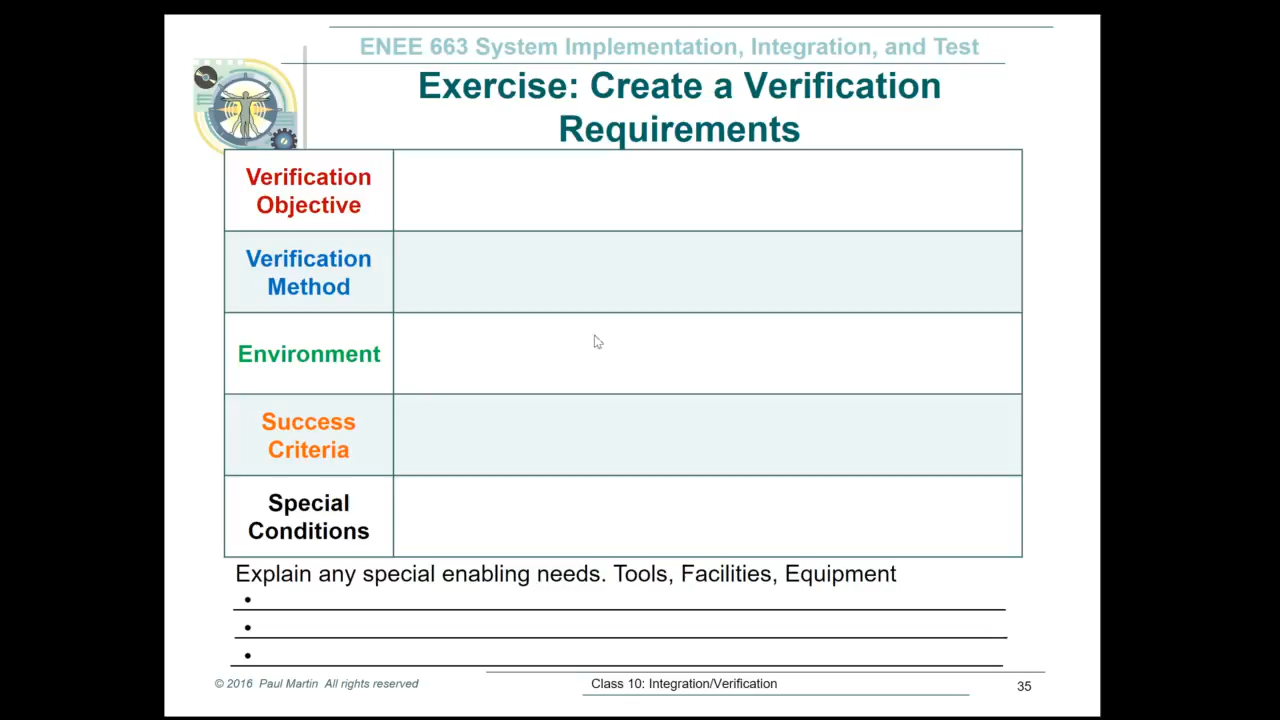 ENEE 663 System Implementation, Integration, and Test
Exercise: Create a Verification
Requirements
Verification
Objective
Verification
Method
Environment
Success
Criteria
Special
Conditions
Explain any special enabling needs. Tools, Facilities, Equipment
•
•
•
© 2016 Paul Martin All rights reserved
Class 10: Integration/Verification
35